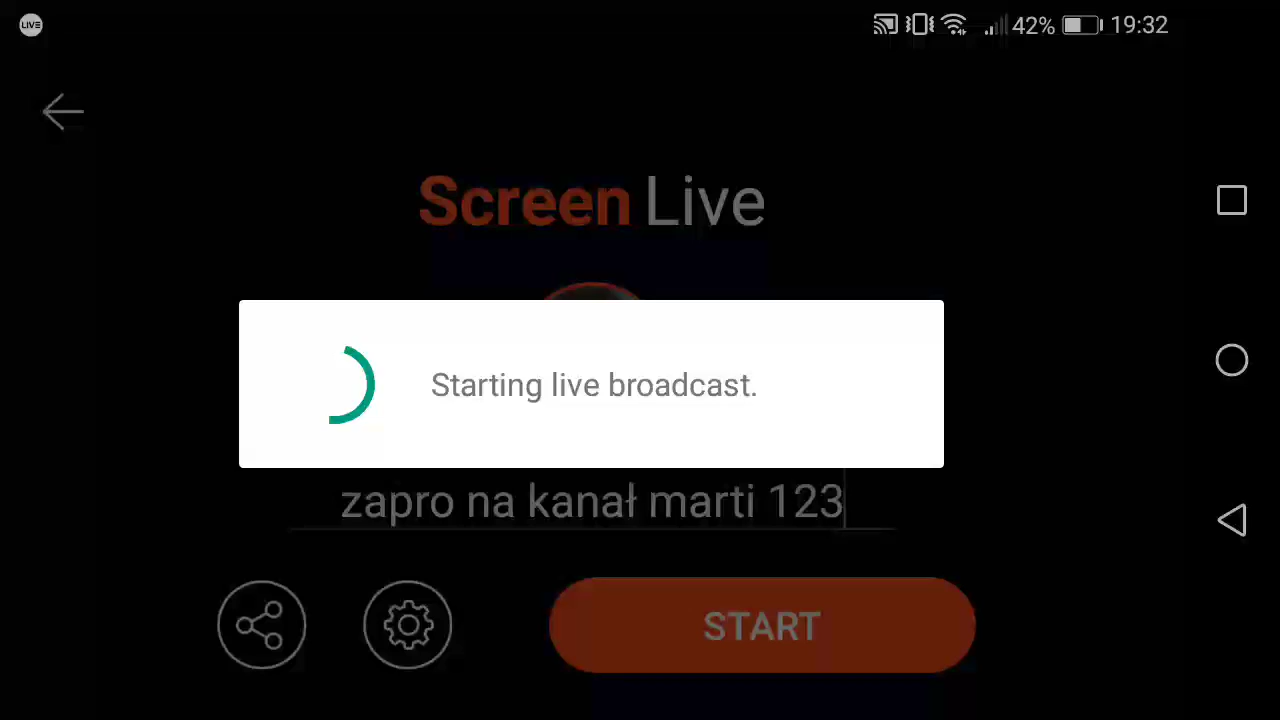 LIVE
42% 19:32
Screen Live
Starting live broadcast.
zapro na kanał marti 123
START